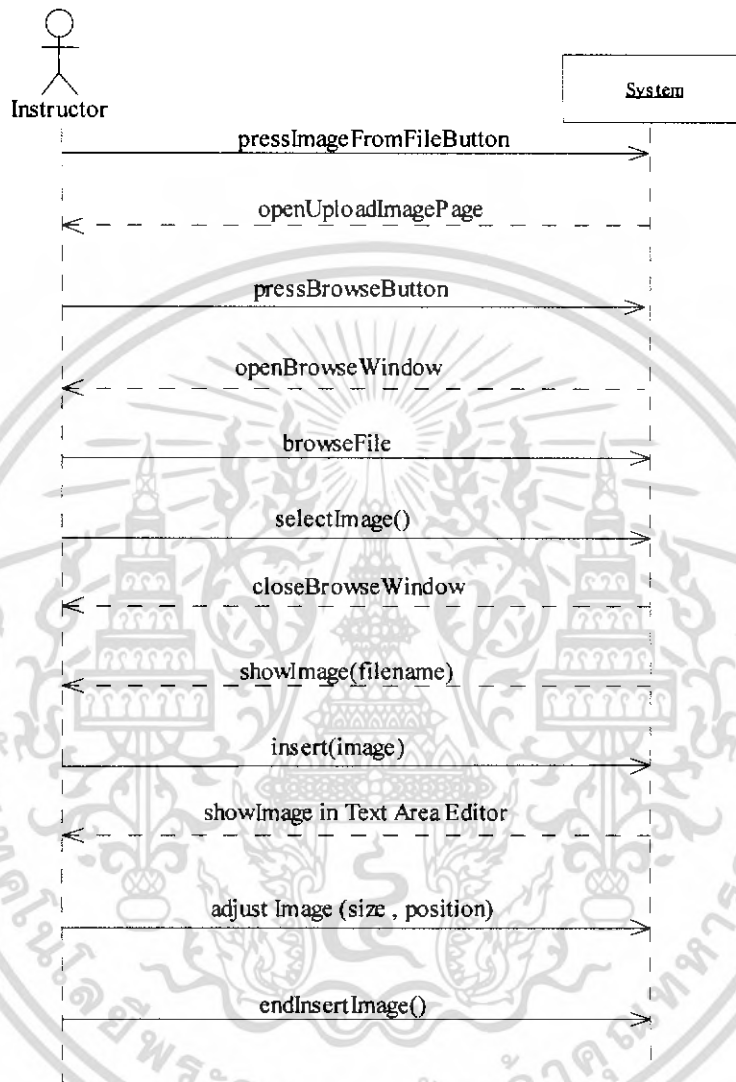 Instructor
System
pressImageFromFileButton
openUploadImagePage
pressBrowseButton
openBrowseWindow
browseFile
selectImage()
closeBrowseWindow
showImage(filename)
insert(image)
showImage in Text Area Editor
adjust Image (size , position)
endInsertImage()